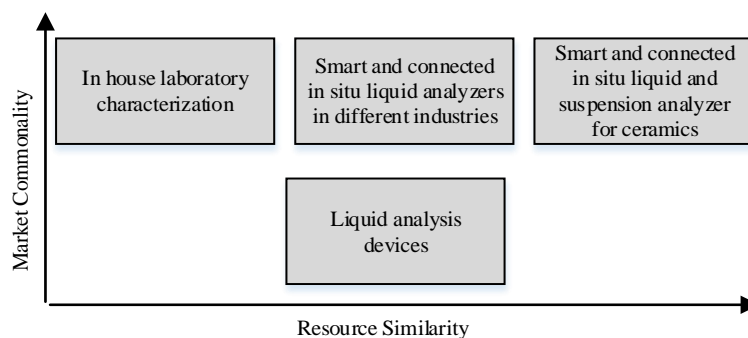 Market Commonality
In house laboratory
characterization
Smart and connected
in situ liquid analyzers
in different industries
Smart and connected
in situ liquid and
suspension analyzer
for ceramics
Liquid analysis
devices
Resource Similarity